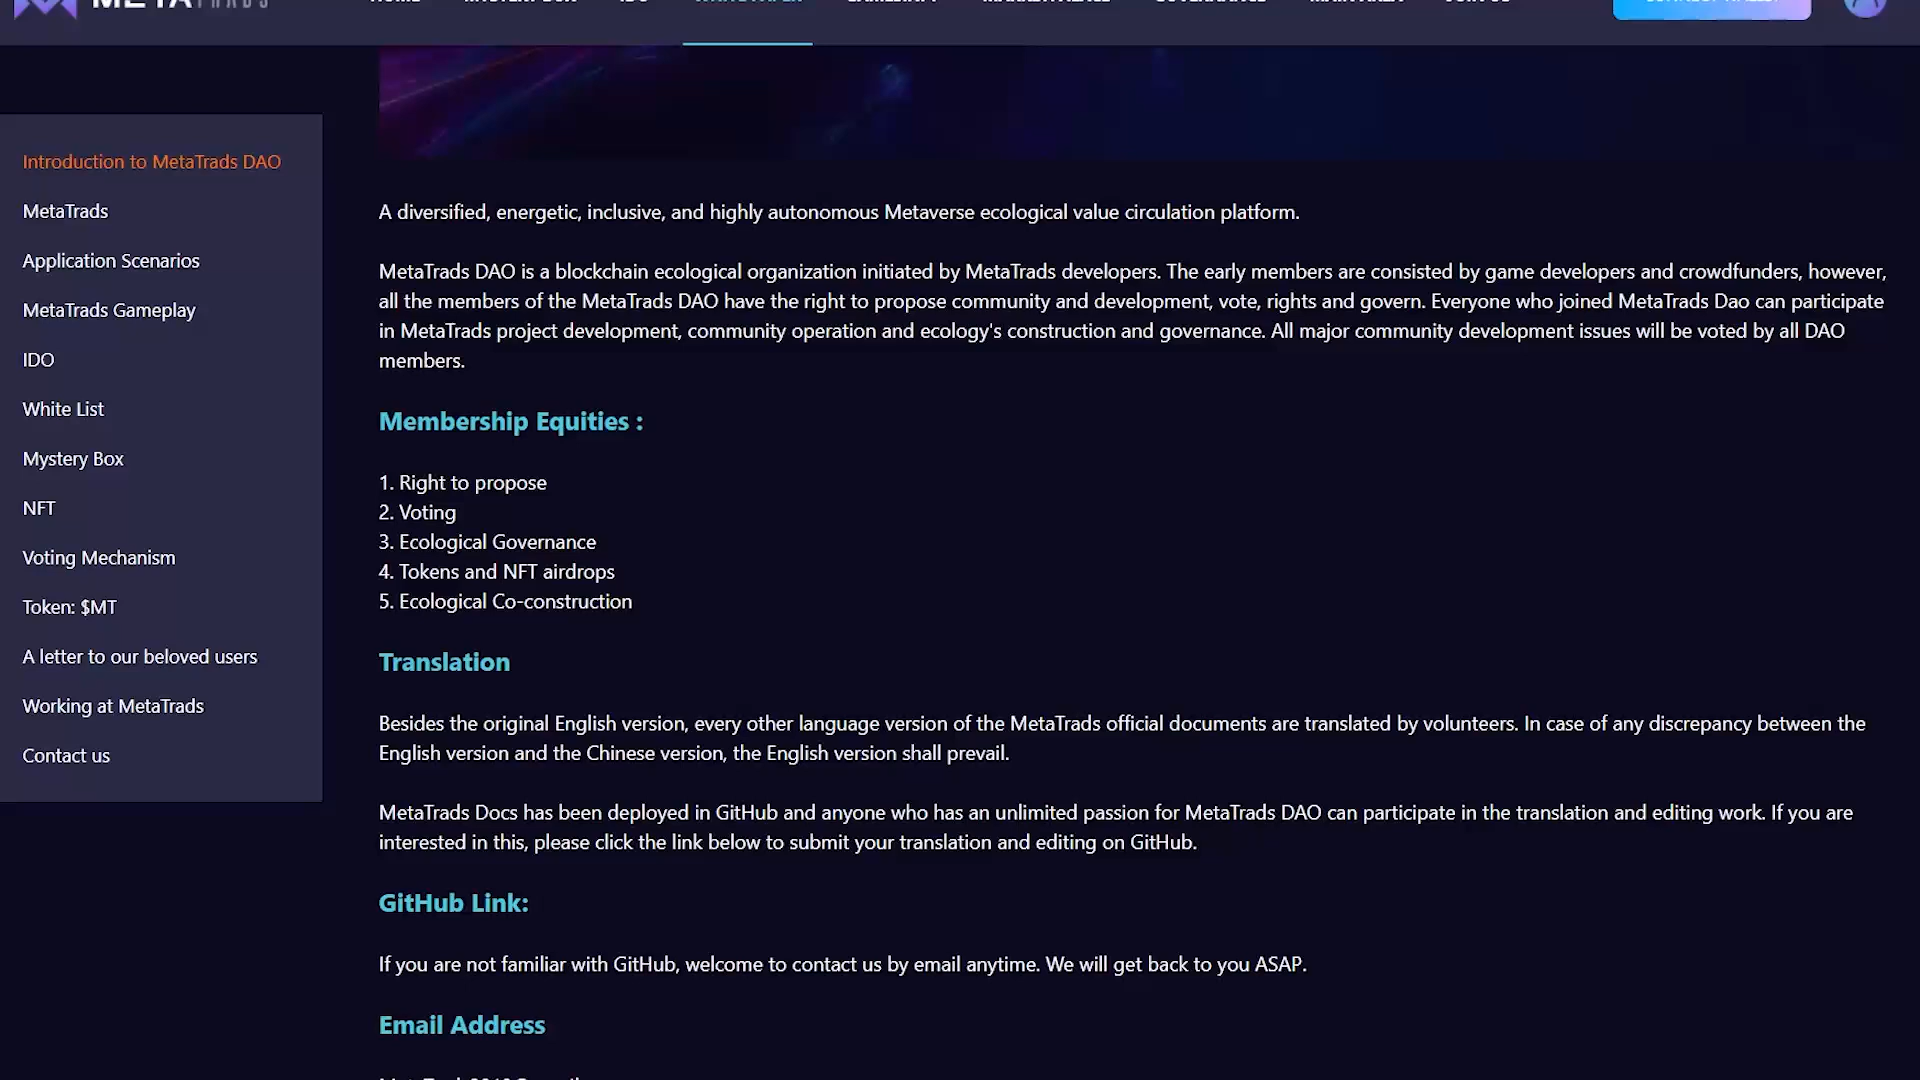 Introduction to MetaTrads DAO
MetaTrads
Application Scenarios
MetaTrads Gameplay
IDO
White List
Mystery Box
NFT
Voting Mechanism
Token: $MT
A letter to our beloved users
Working at MetaTrads
Contact us
A diversified, energetic, inclusive, and highly autonomous Metaverse ecological value circulation platform.
MetaTrads DAO is a blockchain ecological organization initiated by MetaTrads developers. The early members are consisted by game developers and crowdfunders, however,
all the members of the MetaTrads DAO have the right to propose community and development, vote, rights and govern. Everyone who joined MetaTrads Dao can participate
in MetaTrads project development, community operation and ecology's construction and governance. All major community development issues will be voted by all DAO
members.
Membership Equities :
1. Right to propose
2. Voting
3. Ecological Governance
4. Tokens and NFT airdrops
5. Ecological Co-construction
Translation
Besides the original English version, every other language version of the MetaTrads official documents are translated by volunteers. In case of any discrepancy between the
English version and the Chinese version, the English version shall prevail.
MetaTrads Docs has been deployed in GitHub and anyone who has an unlimited passion for MetaTrads DAO can participate in the translation and editing work. If you are
interested in this, please click the link below to submit your translation and editing on GitHub.
GitHub Link:
If you are not familiar with GitHub, welcome to contact us by email anytime. We will get back to you ASAP.
Email Address